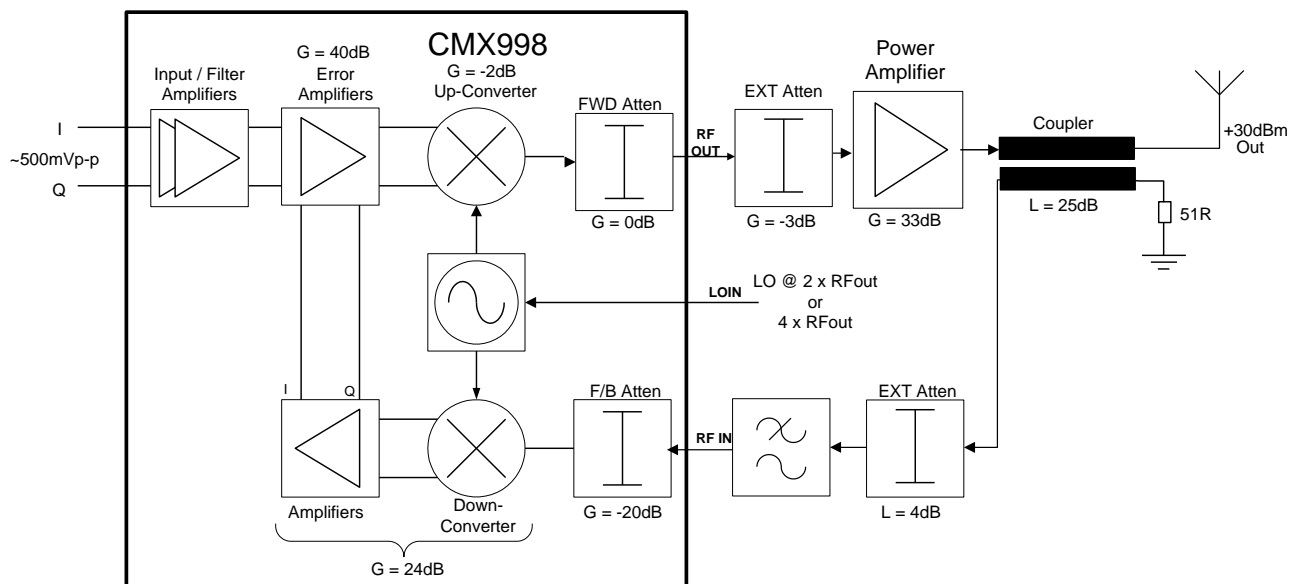 CMX998
Input / Filter
Amplifiers
G = 40dB
Error
Amplifiers
G = -2dB
Up-Converter
FWD Atten
G = 0dB
RF
OUT
EXT Atten
G = -3dB
Power
Amplifier
G = 33dB
Coupler
L = 25dB
+30dBm
Out
51R
I
~500mVp-p
Q
LOIN
LO @ 2 x RFout
or
4 x RFout
I
Q
Amplifiers
Down-
Converter
G = 24dB
F/B Atten
G = -20dB
RF IN
EXT Atten
L = 4dB